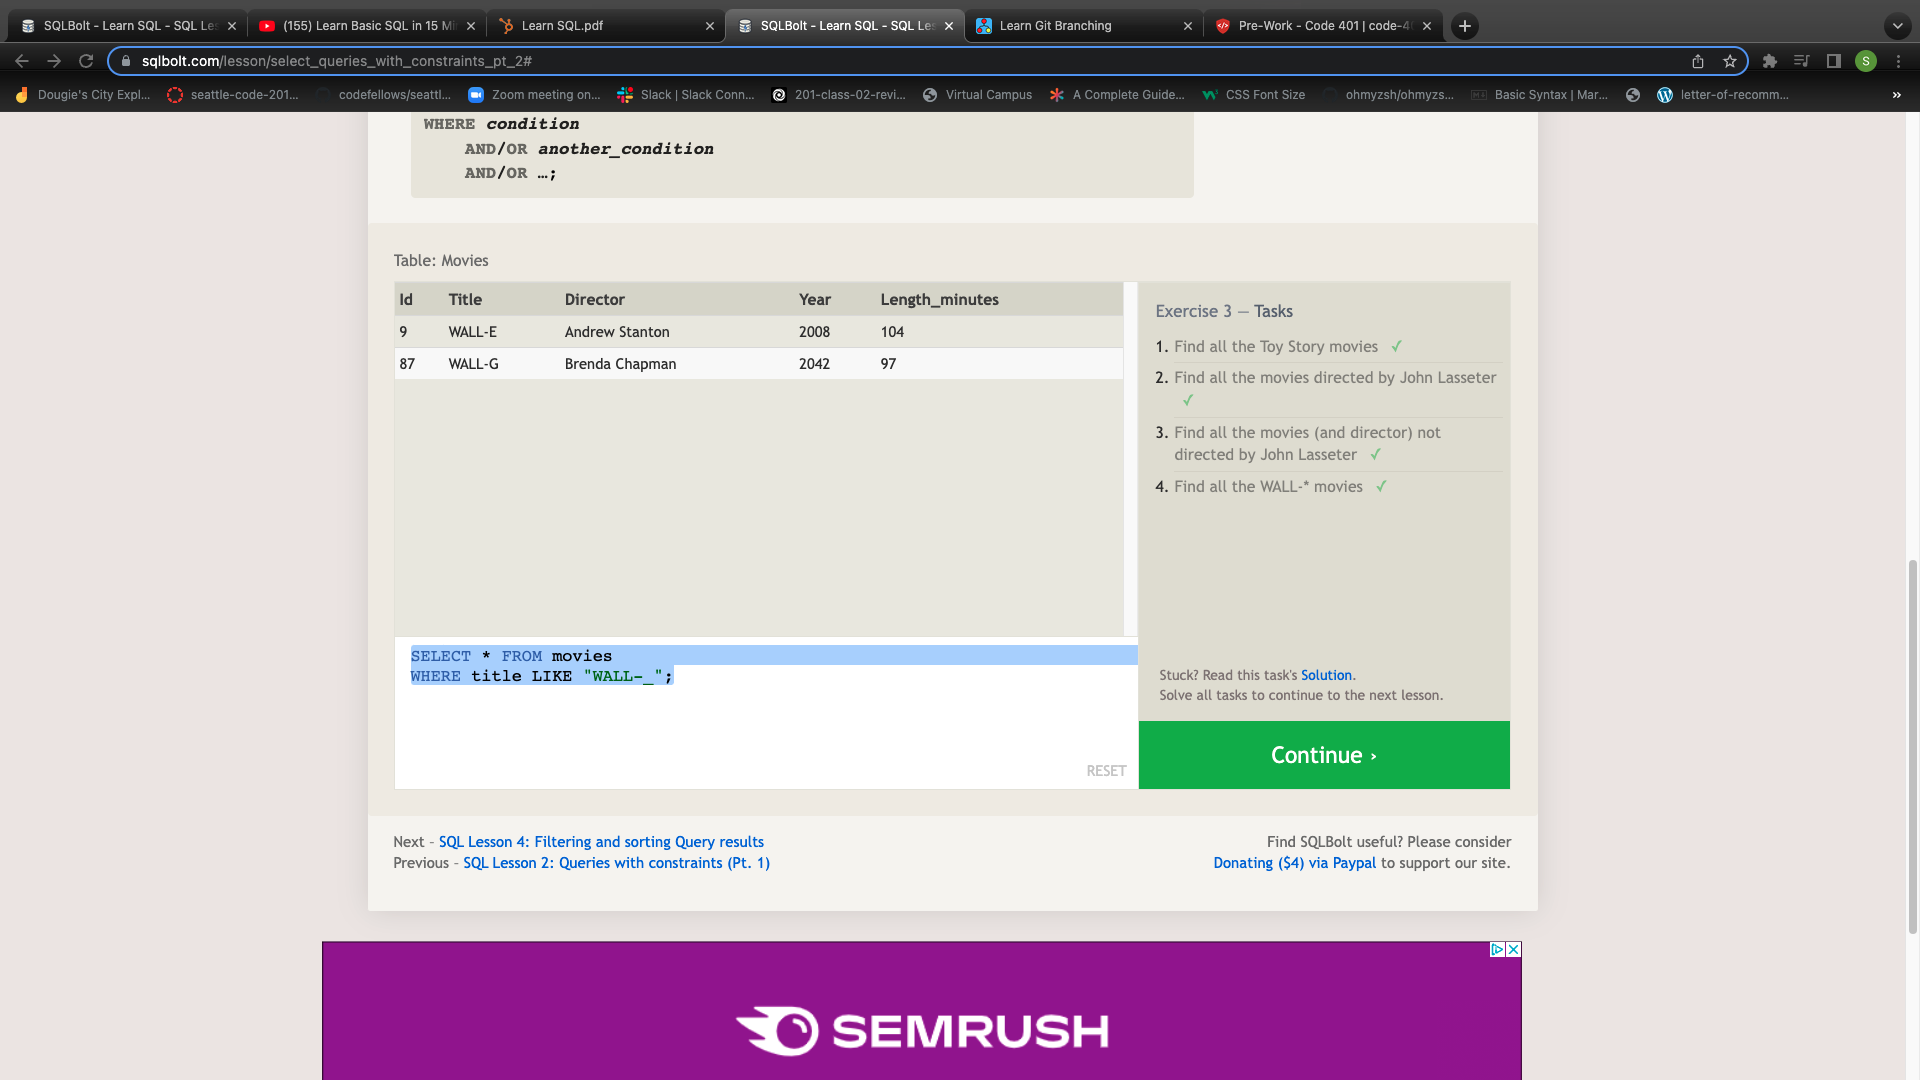 SQLBolt - Learn SQL - SQL Les
(155) Learn Basic SQL in 15 Mi
Learn SQL.pdf
SQLBolt - Learn SQL - SQL Les
Learn Git Branching
Pre-Work - Code 401 | code-40
sqlbolt.com/lesson/select_queries_with_constraints_pt_2#
S
Dougie's City Expl...
seattle-code-201...
codefellows/seattl...
Zoom meeting on...
Slack | Slack Conn...
201-class-02-revi...
Virtual Campus
A Complete Guide...
CSS Font Size
ohmyzsh/ohmyzs...
Basic Syntax | Mar...
letter-of-recomm...
»
WHERE condition
AND/OR another_condition
AND/OR …;
Table: Movies
Id Title Director Year Length_minutes
9 WALL-E Andrew Stanton 2008 104
87 WALL-G Brenda Chapman 2042 97
SELECT * FROM movies
WHERE title LIKE "WALL-_";
RESET
Exercise 3 — Tasks
1. Find all the Toy Story movies ✓
2. Find all the movies directed by John Lasseter
✓
3. Find all the movies (and director) not
directed by John Lasseter ✓
4. Find all the WALL-* movies ✓
Stuck? Read this task's Solution.
Solve all tasks to continue to the next lesson.
Continue ›
Next – SQL Lesson 4: Filtering and sorting Query results
Previous – SQL Lesson 2: Queries with constraints (Pt. 1)
Find SQLBolt useful? Please consider
Donating ($4) via Paypal to support our site.
SEMRUSH